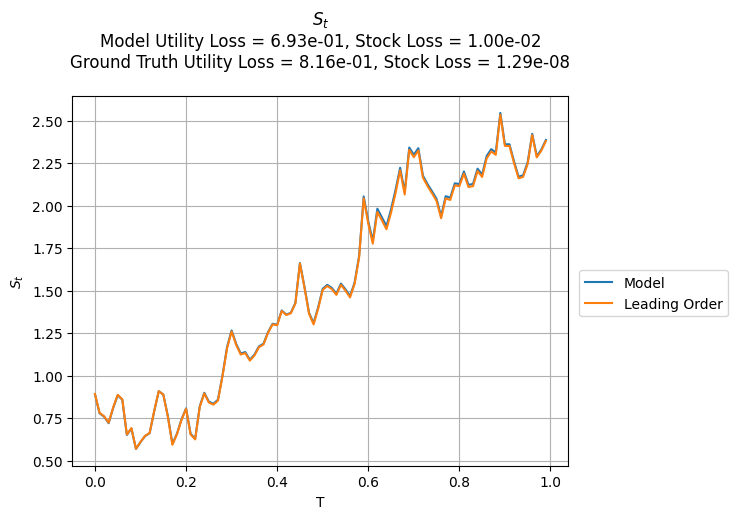 S_t
Model Utility Loss = 6.93e-01, Stock Loss = 1.00e-02
Ground Truth Utility Loss = 8.16e-01, Stock Loss = 1.29e-08
2.50
2.25
2.00
1.75
1.50
1.25
1.00
0.75
0.50
S_t
0.0 0.2 0.4 0.6 0.8 1.0
T
Model
Leading Order